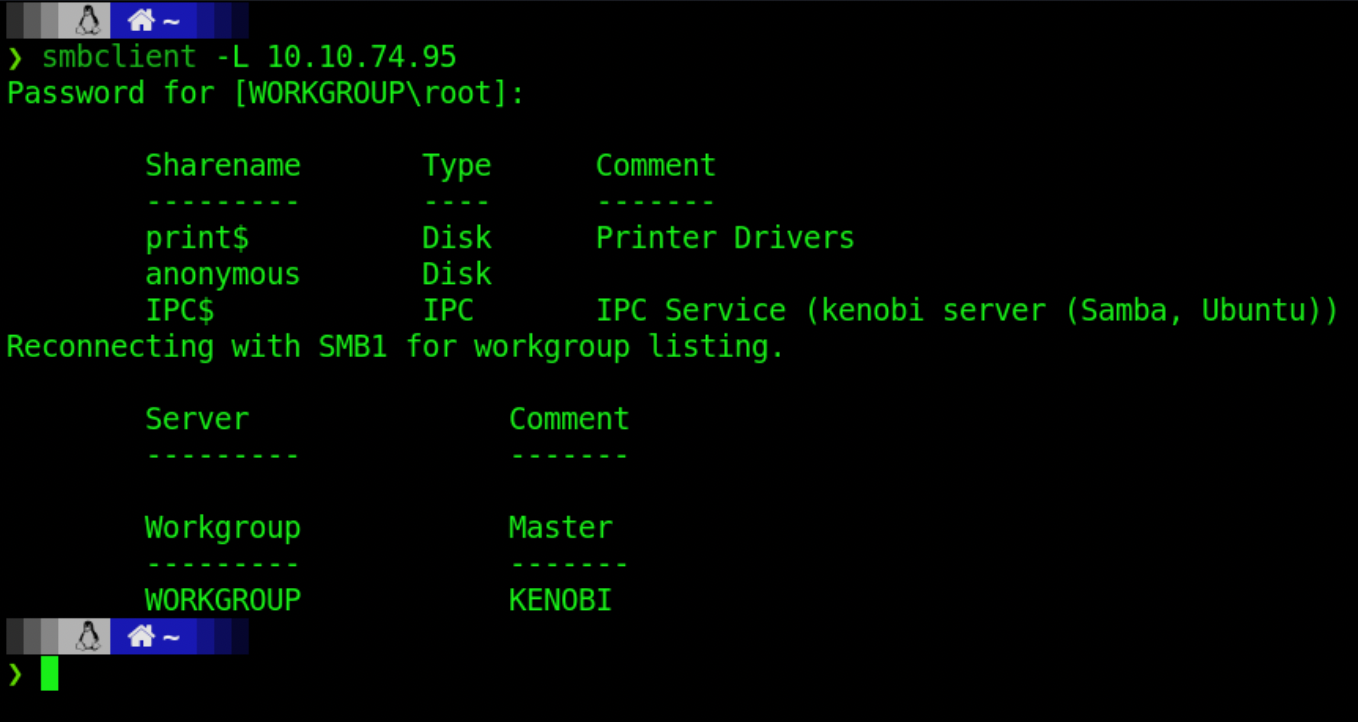 ~
❯ smbclient -L 10.10.74.95
Password for [WORKGROUP\root]:
Sharename Type Comment
--------- ---- -------
print$ Disk Printer Drivers
anonymous Disk
IPC$ IPC IPC Service (kenobi server (Samba, Ubuntu))
Reconnecting with SMB1 for workgroup listing.
Server Comment
--------- -------
Workgroup Master
--------- -------
WORKGROUP KENOBI
~
❯